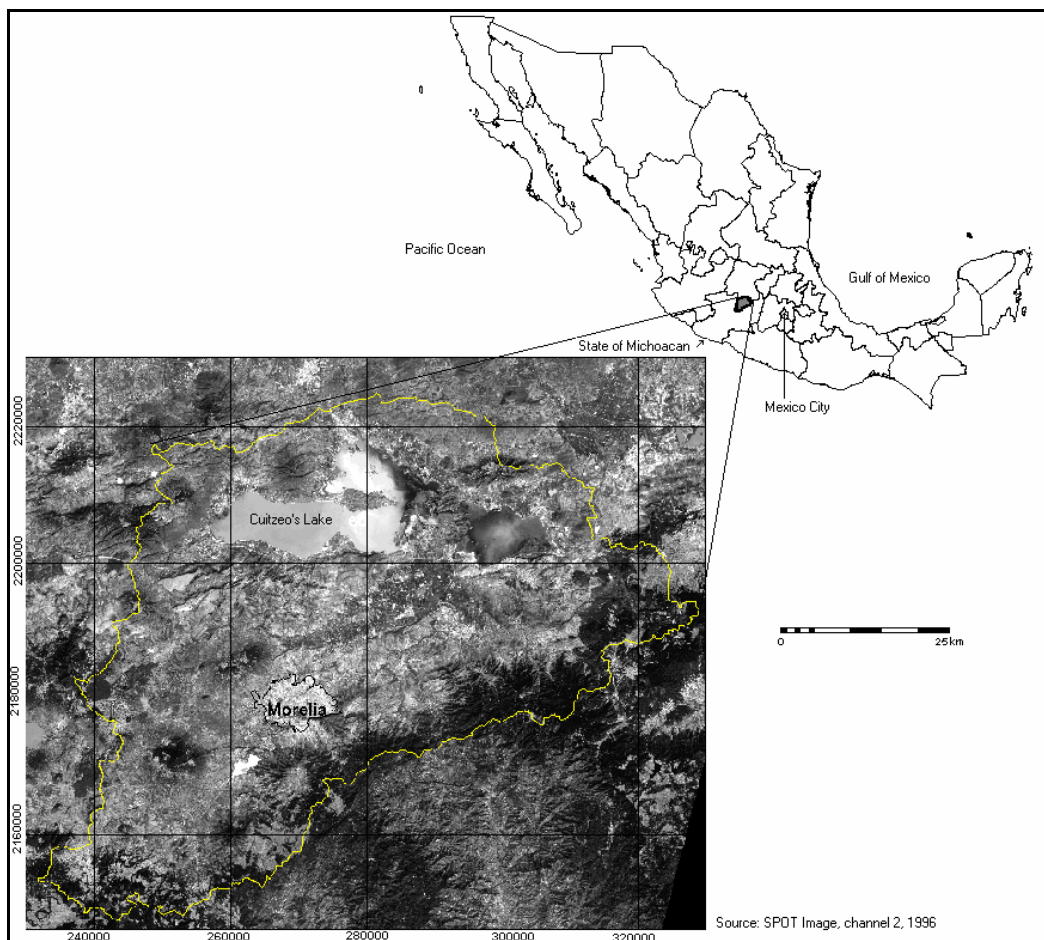 Pacific Ocean
Gulf of Mexico
State of Michoacan
Mexico City
2220000
2200000
2180000
2160000
Cuitzeo's Lake
Morelia
0 25km
240000 260000 280000 300000 320000
Source: SPOT Image, channel 2, 1996